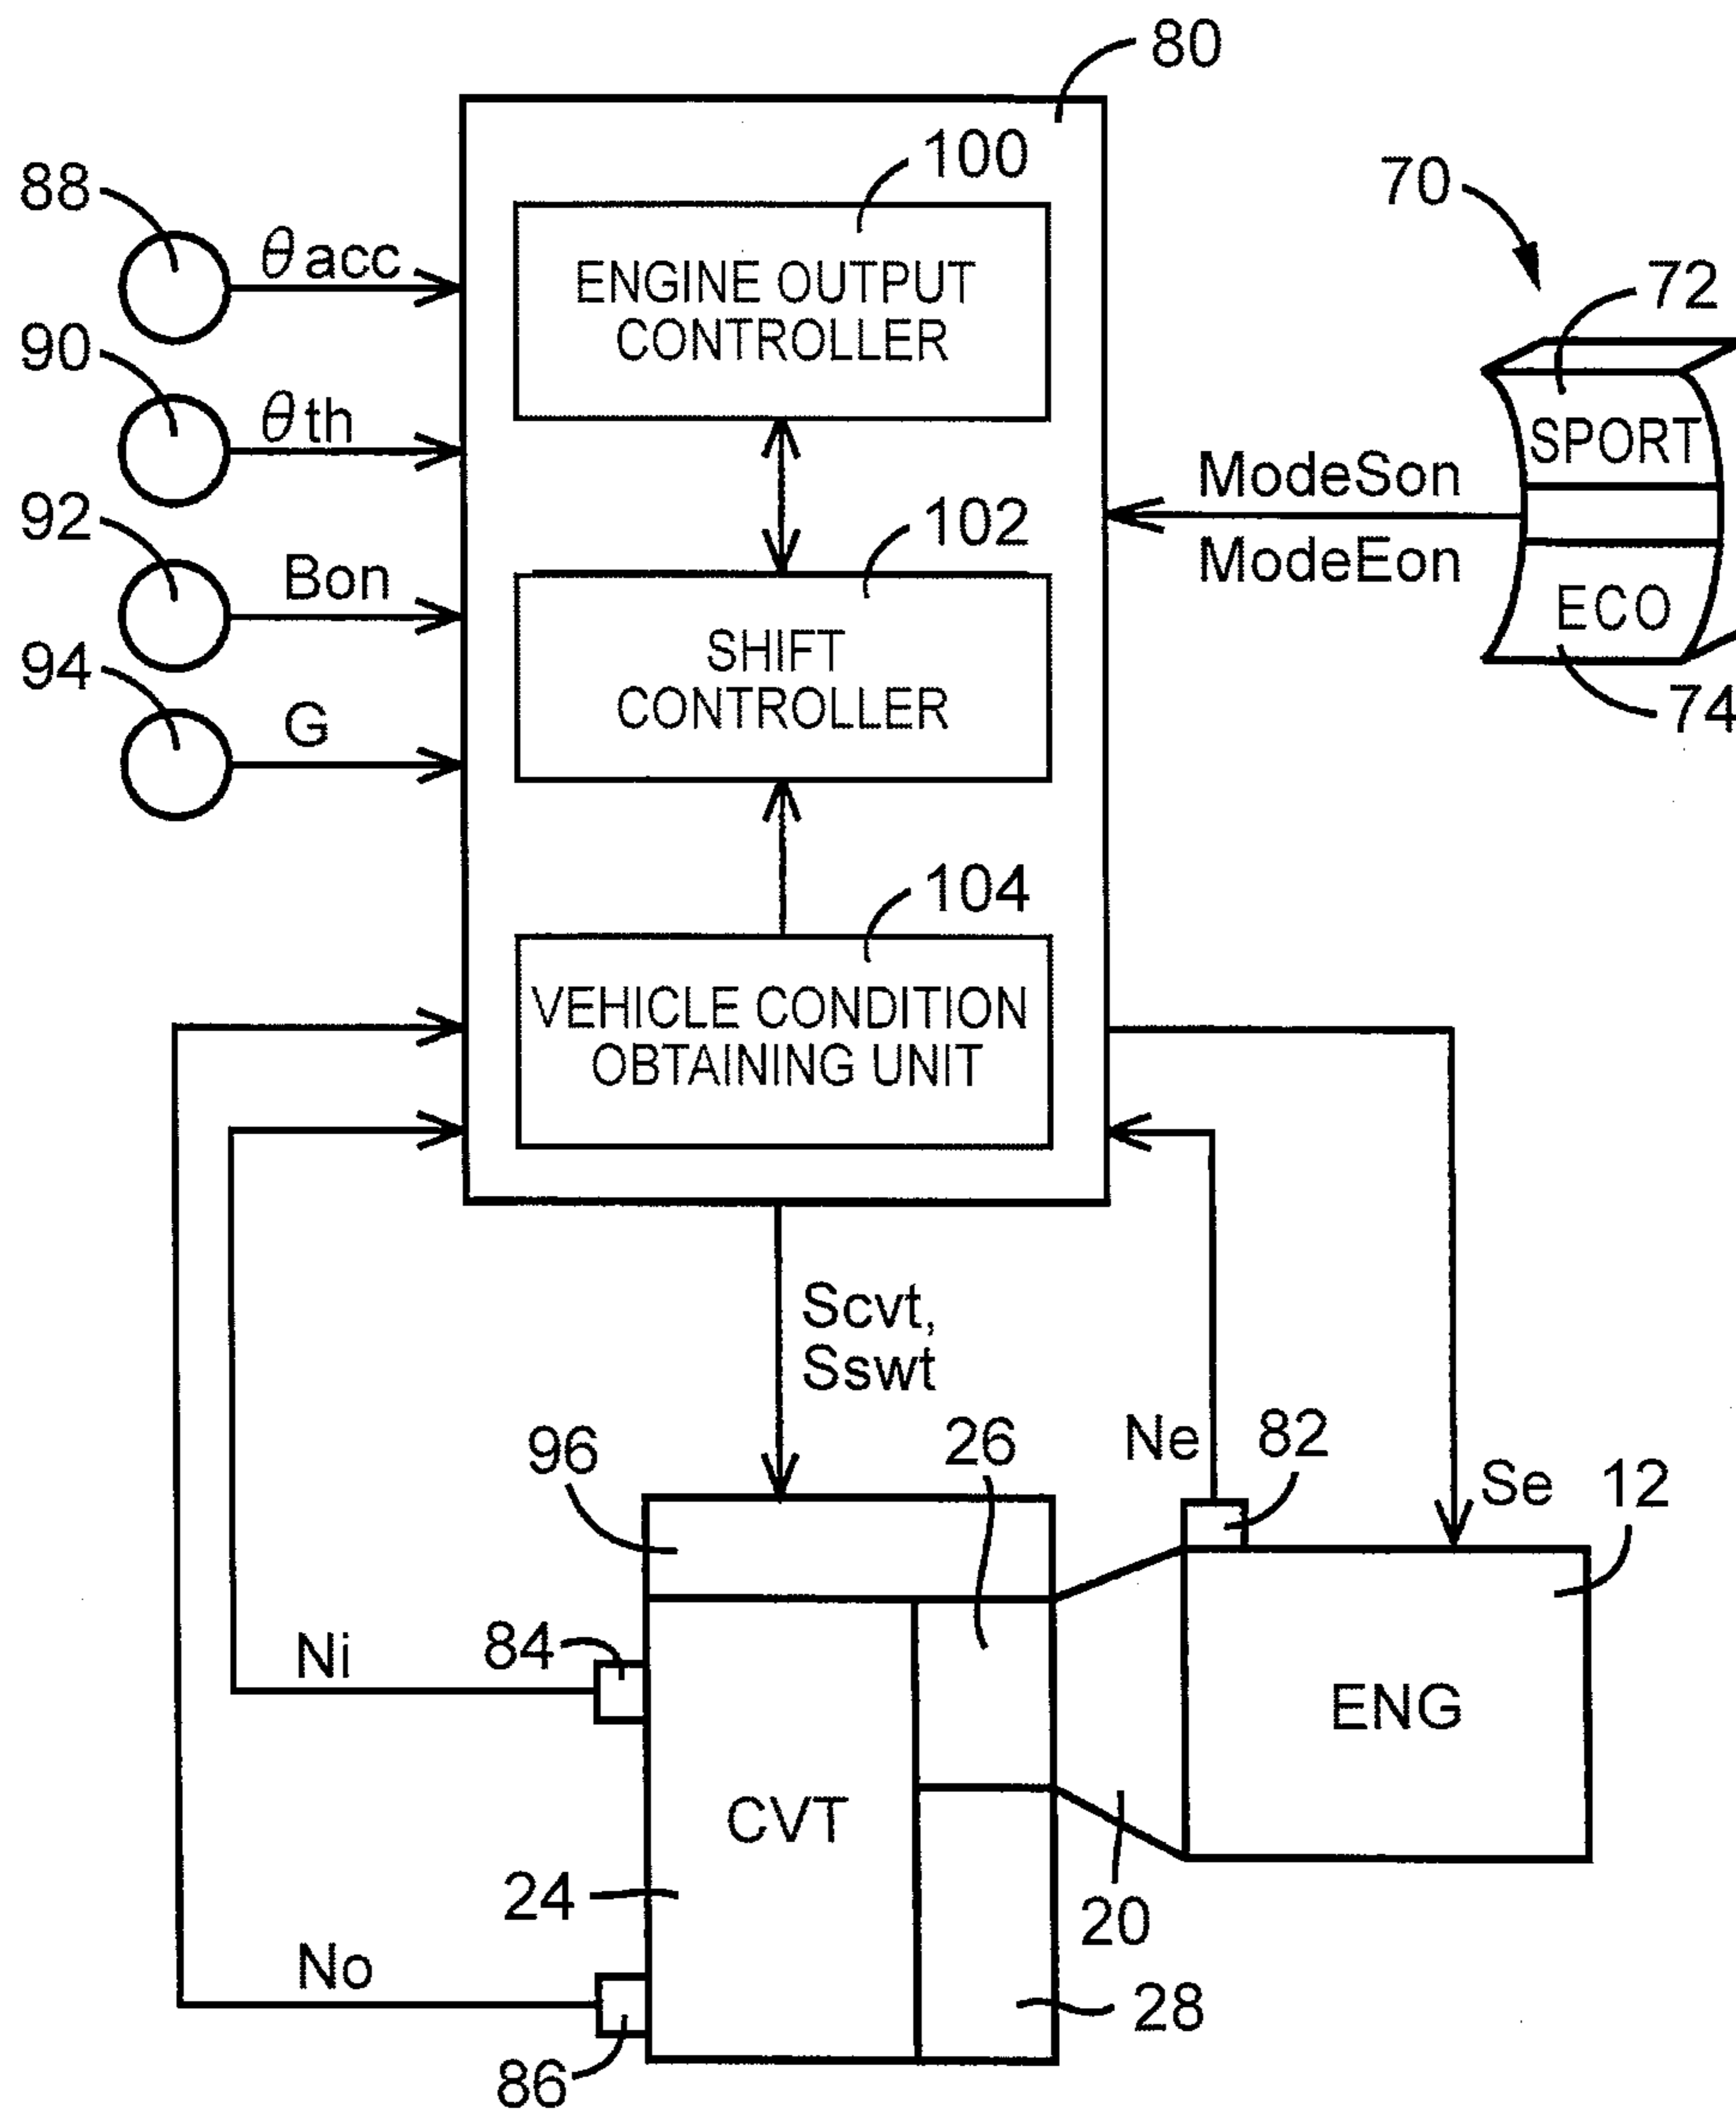 80
100
88
70
θacc
ENGINE OUTPUT
CONTROLLER
72
90
θth
SPORT
ModeSon
92
102
Bon
ModeEon
ECO
SHIFT
CONTROLLER
94
G
74
104
VEHICLE CONDITION
OBTAINING UNIT
Scvt,
Sswt
96
26
Ne
82
Se
12
84
Ni
ENG
CVT
24
20
No
28
86